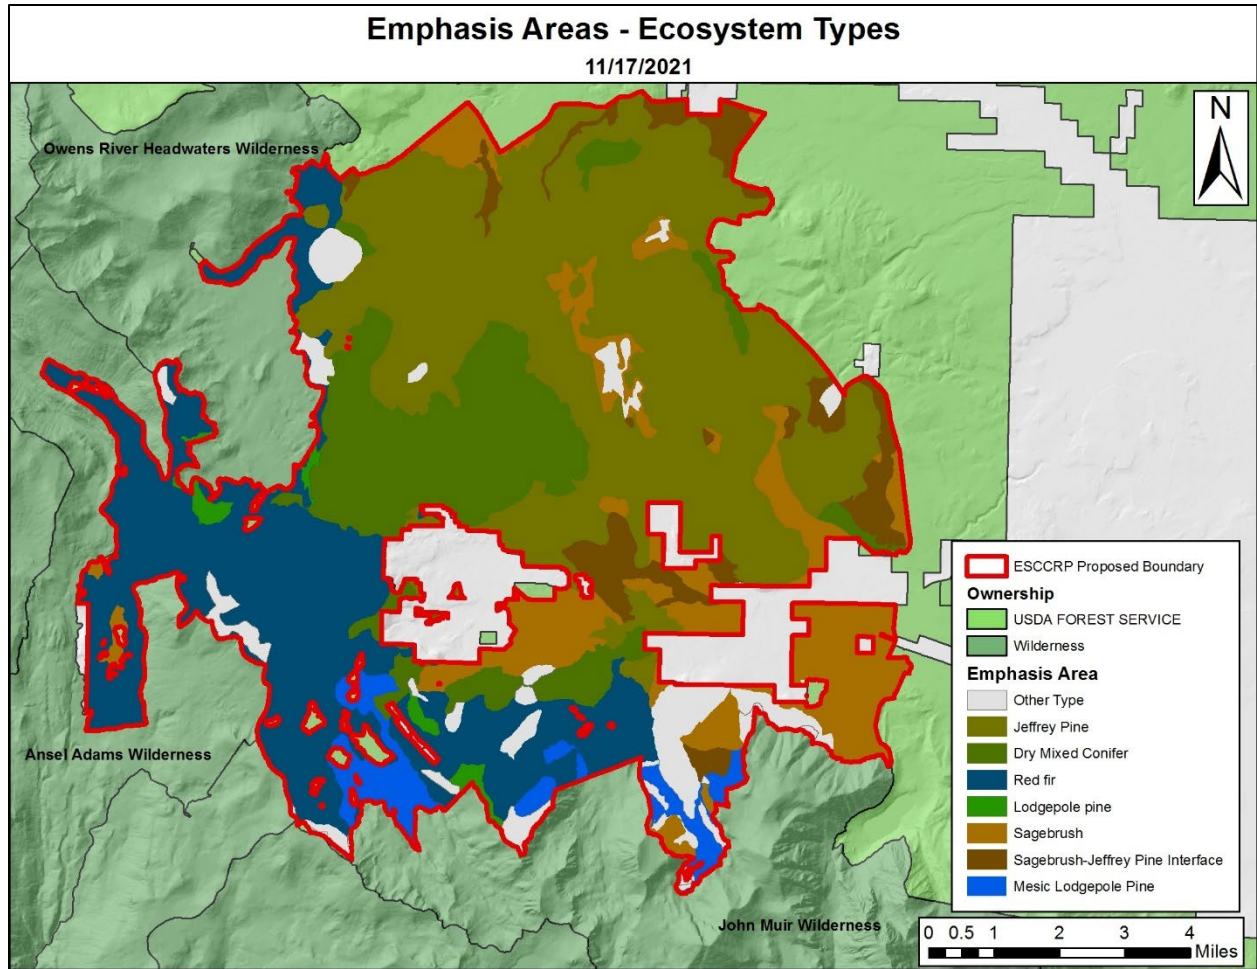 Emphasis Areas - Ecosystem Types
11/17/2021
Owens River Headwaters Wilderness
N
Ansel Adams Wilderness
John Muir Wilderness
ESCCRP Proposed Boundary
Ownership
USDA FOREST SERVICE
Wilderness
Emphasis Area
Other Type
Jeffrey Pine
Dry Mixed Conifer
Red fir
Lodgepole pine
Sagebrush
Sagebrush-Jeffrey Pine Interface
Mesic Lodgepole Pine
0 0.5 1 2 3 4
Miles